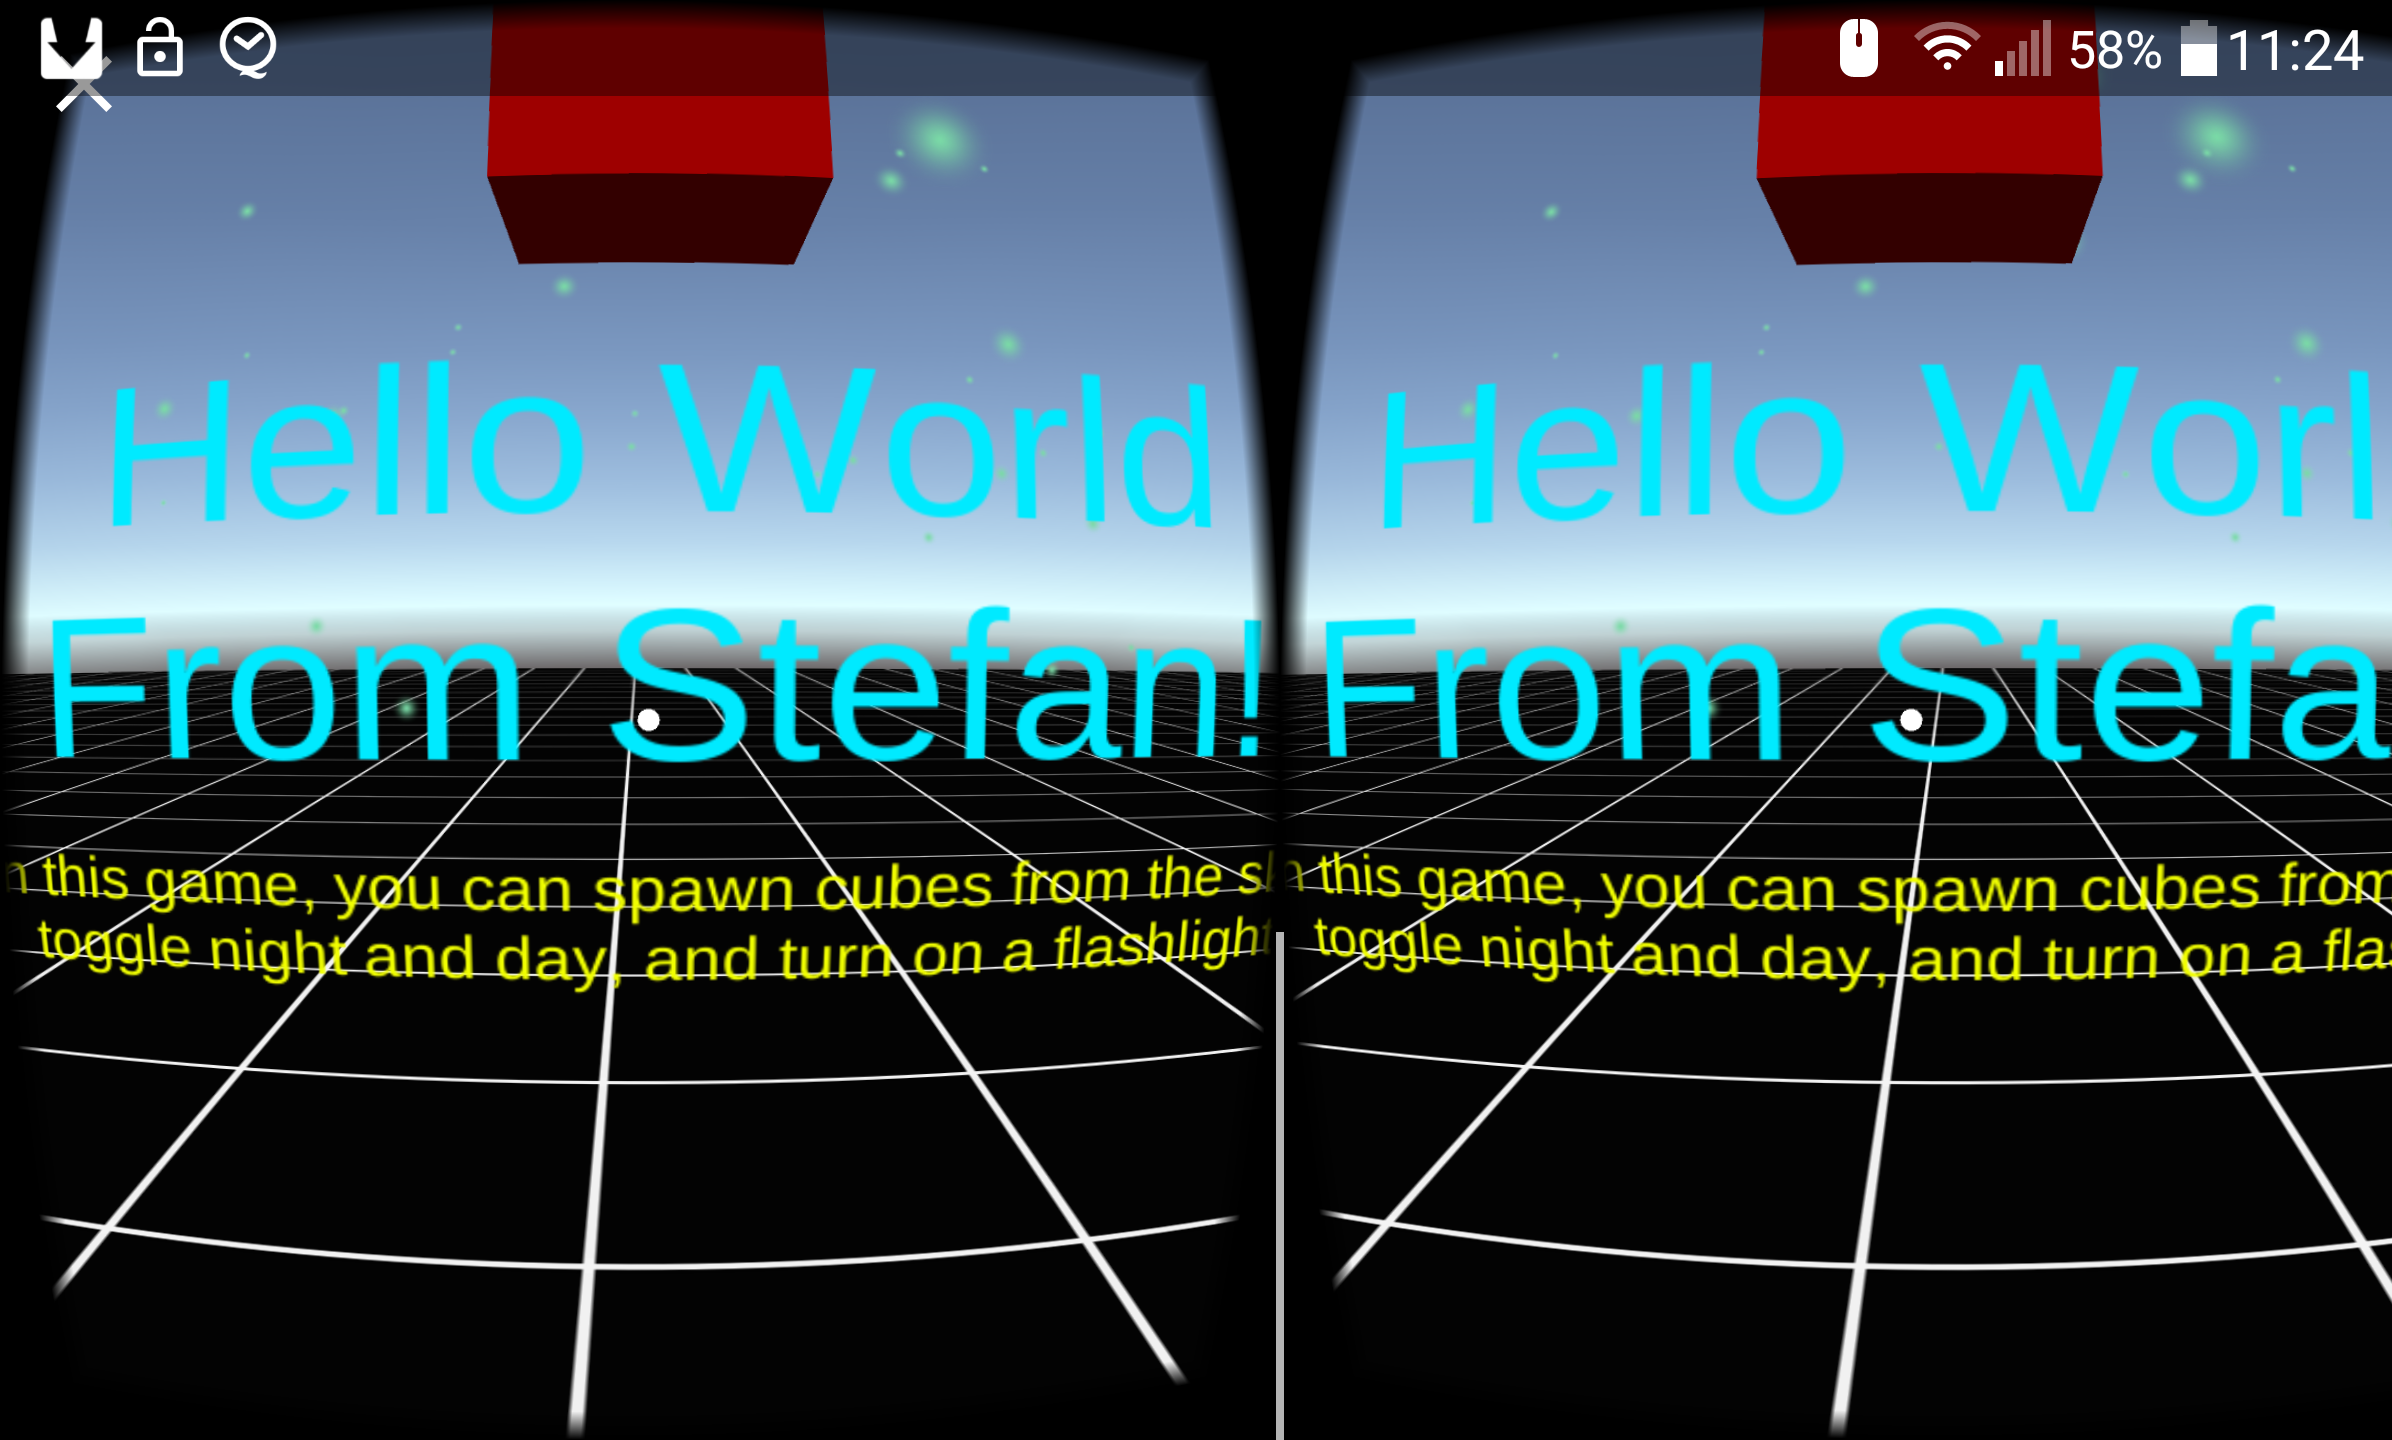 58% 11:24
Hello World
From Stefan!
this game, you can spawn cubes from the
toggle night and day, and turn on a flashlight
Hello Worl
From Stefa
this game, you can spawn cubes from
toggle night and day, and turn on a flas